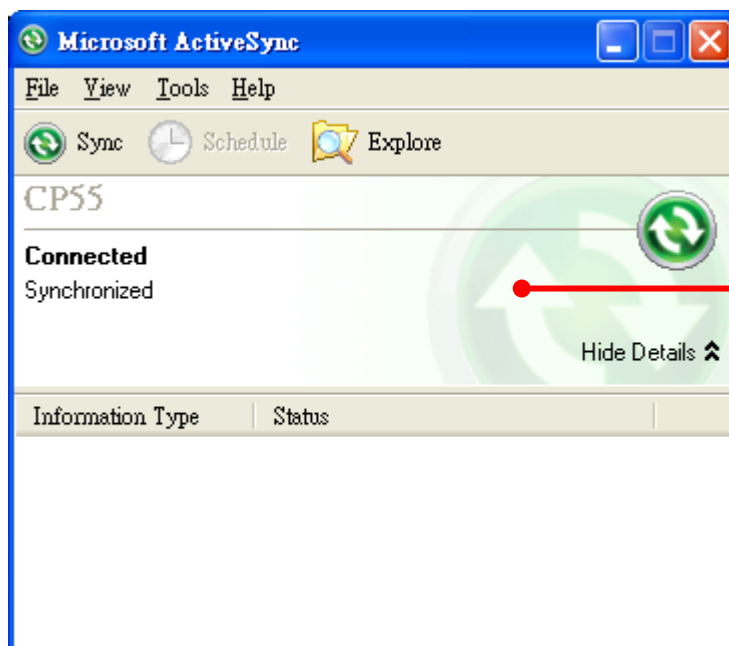 Microsoft ActiveSync
File View Tools Help
Sync Schedule Explore
CP55
Connected
Synchronized
Hide Details
Information Type Status